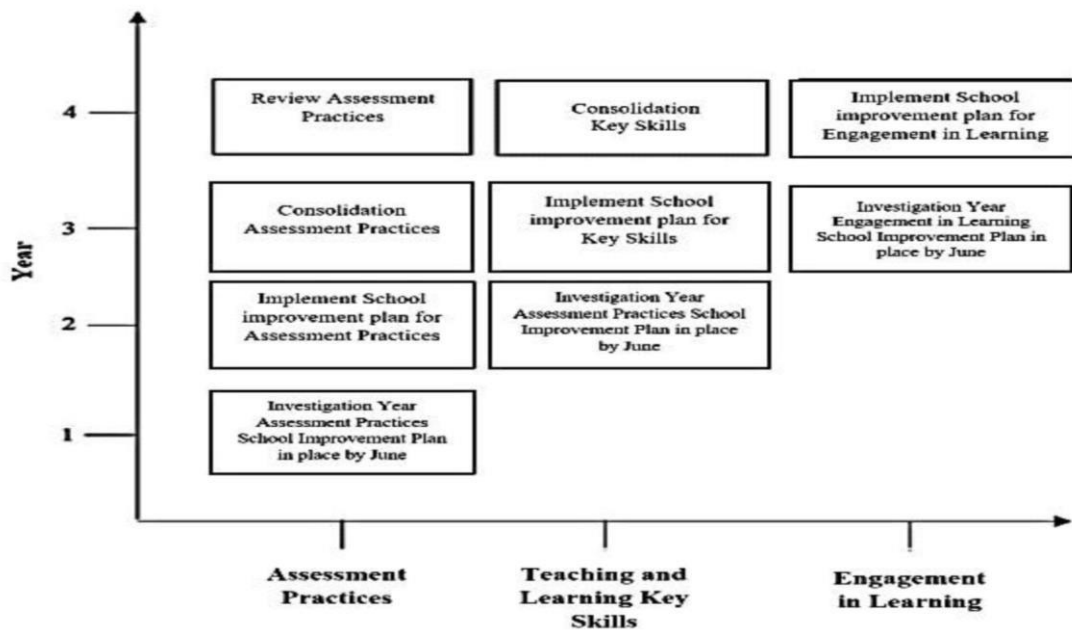 Year
4
Review Assessment
Practices
Consolidation
Key Skills
Implement School
improvement plan for
Engagement in Learning
3
Consolidation
Assessment Practices
Implement School
improvement plan for
Key Skills
Investigation Year
Engagement in Learning
School Improvement Plan in
place by June
2
Implement School
improvement plan for
Assessment Practices
Investigation Year
Assessment Practices School
Improvement Plan in place
by June
1
Investigation Year
Assessment Practices
School Improvement Plan
in place by June
Assessment
Practices
Teaching and
Learning Key
Skills
Engagement
in Learning